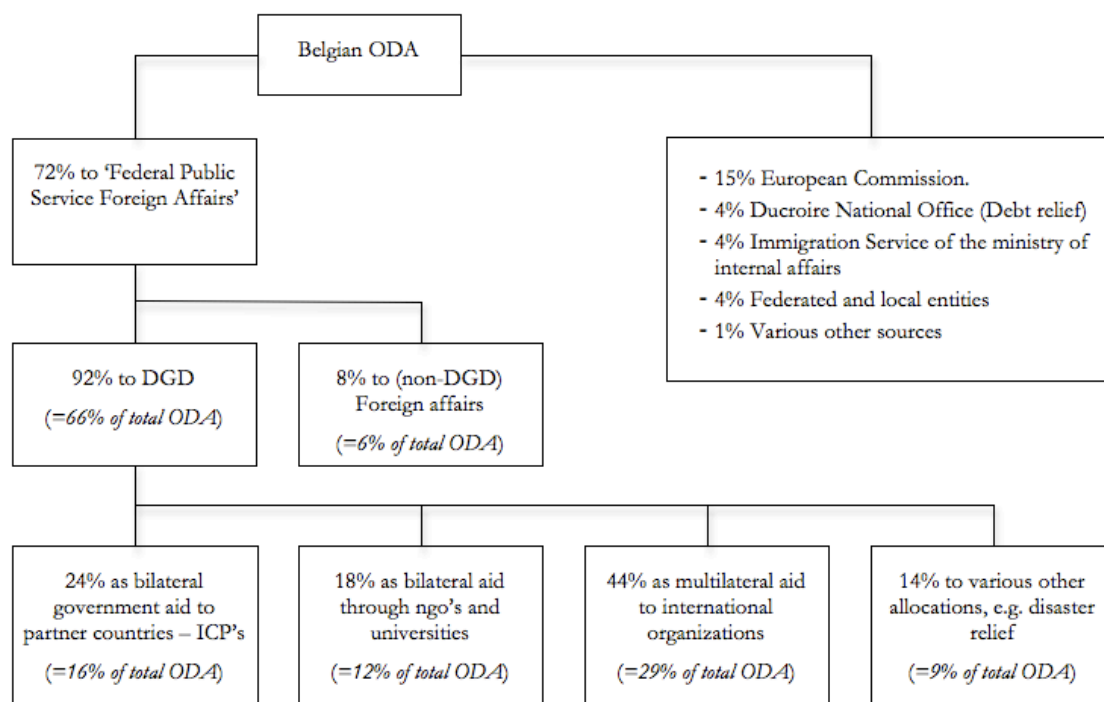 Belgian ODA
72% to ‘Federal Public
Service Foreign Affairs’
- 15% European Commission.
- 4% Ducroire National Office (Debt relief)
- 4% Immigration Service of the ministry of
internal affairs
- 4% Federated and local entities
- 1% Various other sources
92% to DGD
(=66% of total ODA)
8% to (non-DGD)
Foreign affairs
(=6% of total ODA)
24% as bilateral
government aid to
partner countries – ICP's
(=16% of total ODA)
18% as bilateral aid
through ngo's and
universities
(=12% of total ODA)
44% as multilateral aid
to international
organizations
(=29% of total ODA)
14% to various other
allocations, e.g. disaster
relief
(=9% of total ODA)